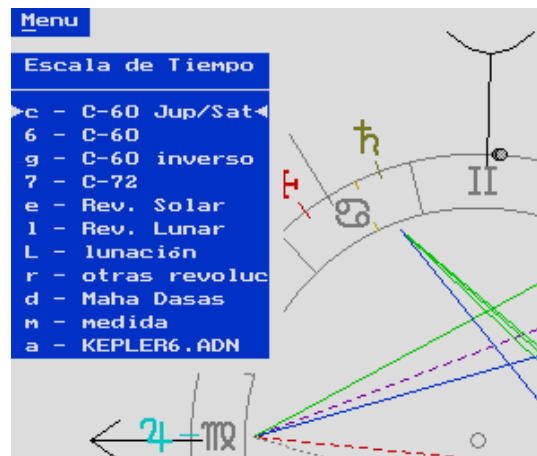 Menu
Escala de Tiempo
c - C-60 Jup/Sat
6 - C-60
g - C-60 inverso
7 - C-72
e - Rev. Solar
l - Rev. Lunar
L - lunación
r - otras revoluc
d - Maha Dasas
m - medida
a - KEPLER6.ADN